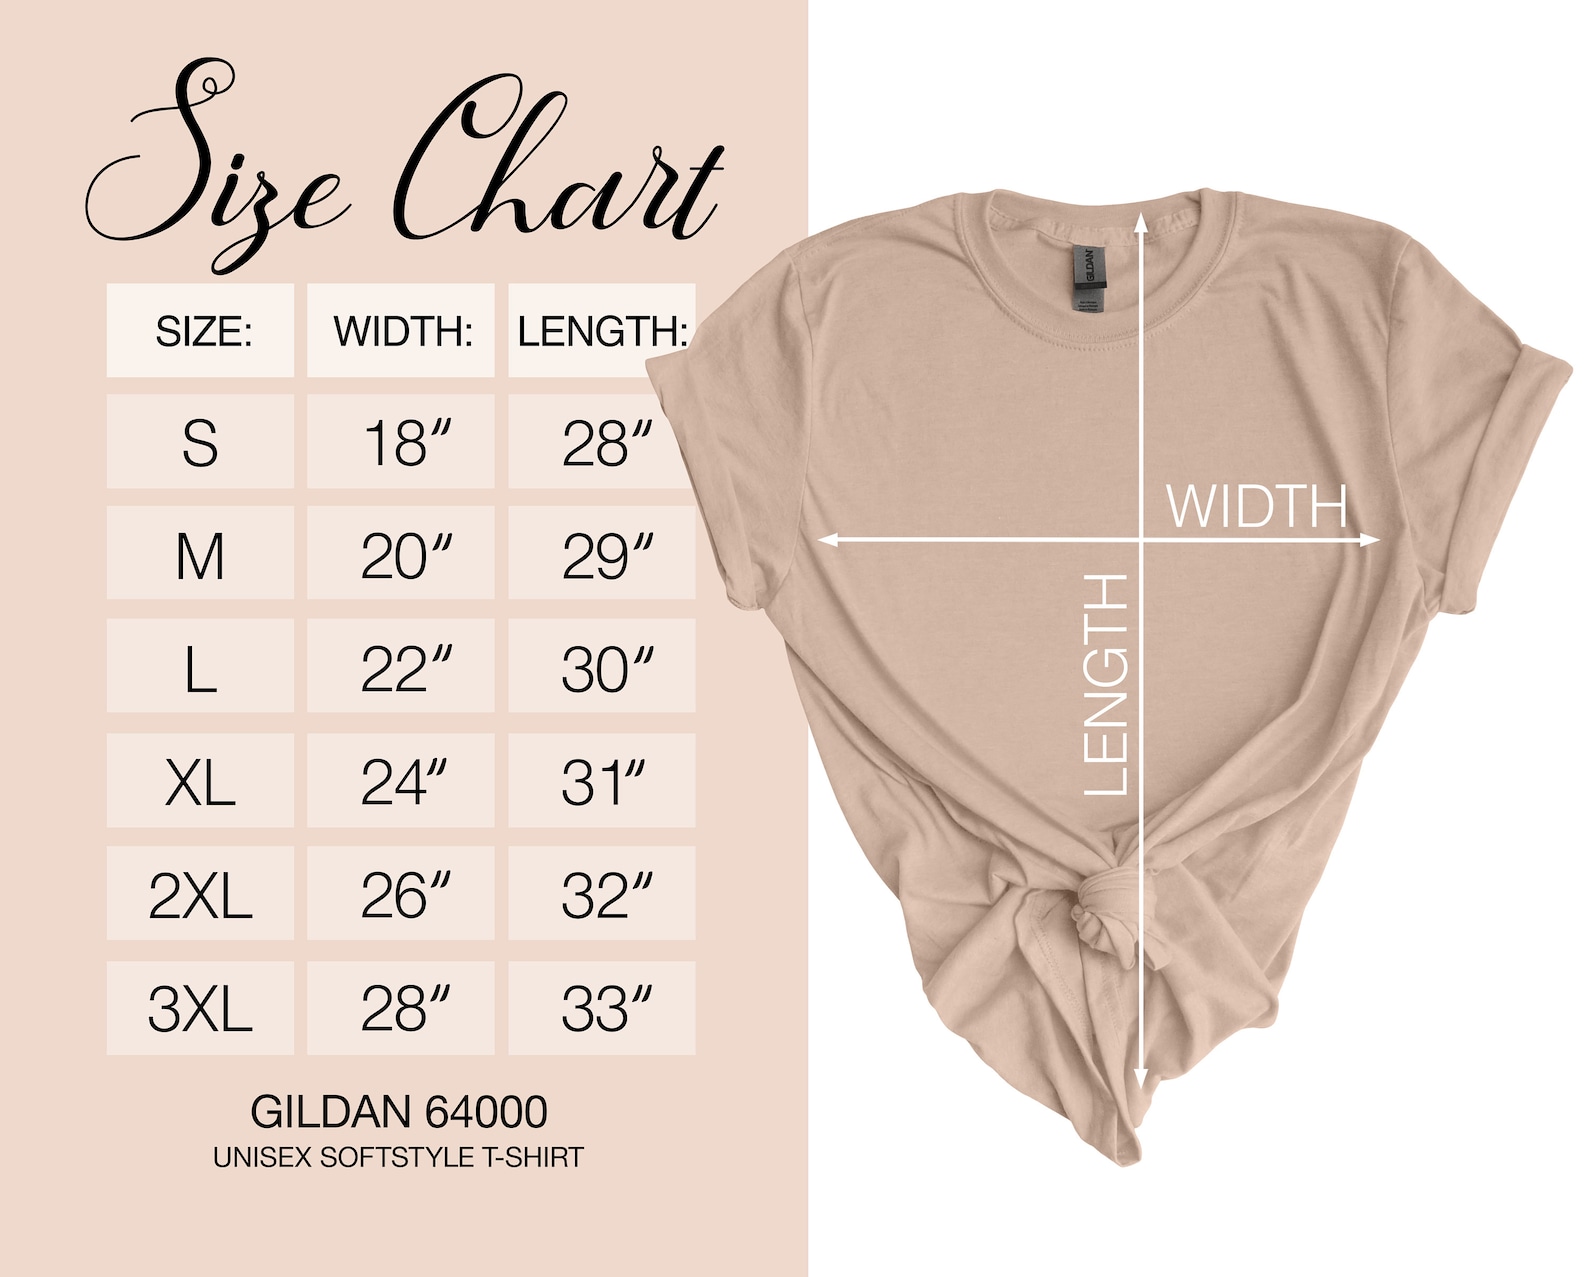 Size Chart
SIZE: WIDTH: LENGTH:
S 18” 28”
M 20” 29”
L 22” 30”
XL 24” 31”
2XL 26” 32”
3XL 28” 33”
GILDAN 64000
UNISEX SOFTSTYLE T-SHIRT
GILDAN
WIDTH
LENGTH